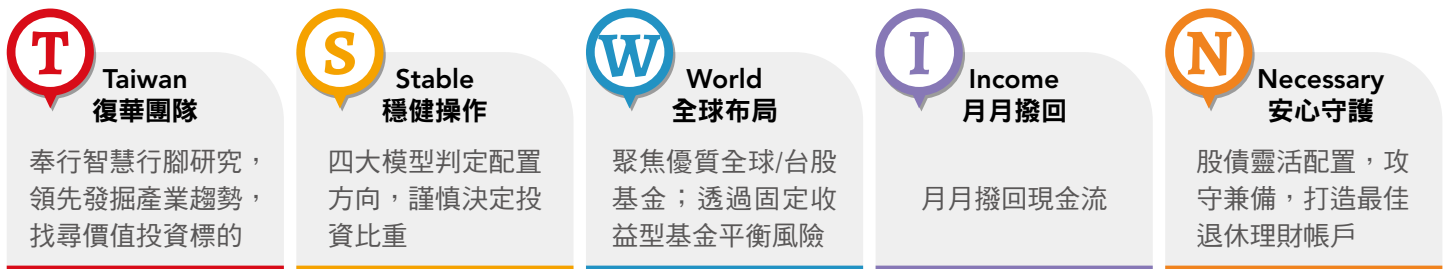 T
Taiwan
復華團隊
奉行智慧行腳研究，
領先發掘產業趨勢，
找尋價值投資標的
S
Stable
穩健操作
四大模型判定配置
方向，謹慎決定投
資比重
W
World
全球布局
聚焦優質全球/台股
基金；透過固定收
益型基金平衡風險
I
Income
月月撥回
月月撥回現金流
N
Necessary
安心守護
股債靈活配置，攻
守兼備，打造最佳
退休理財帳戶